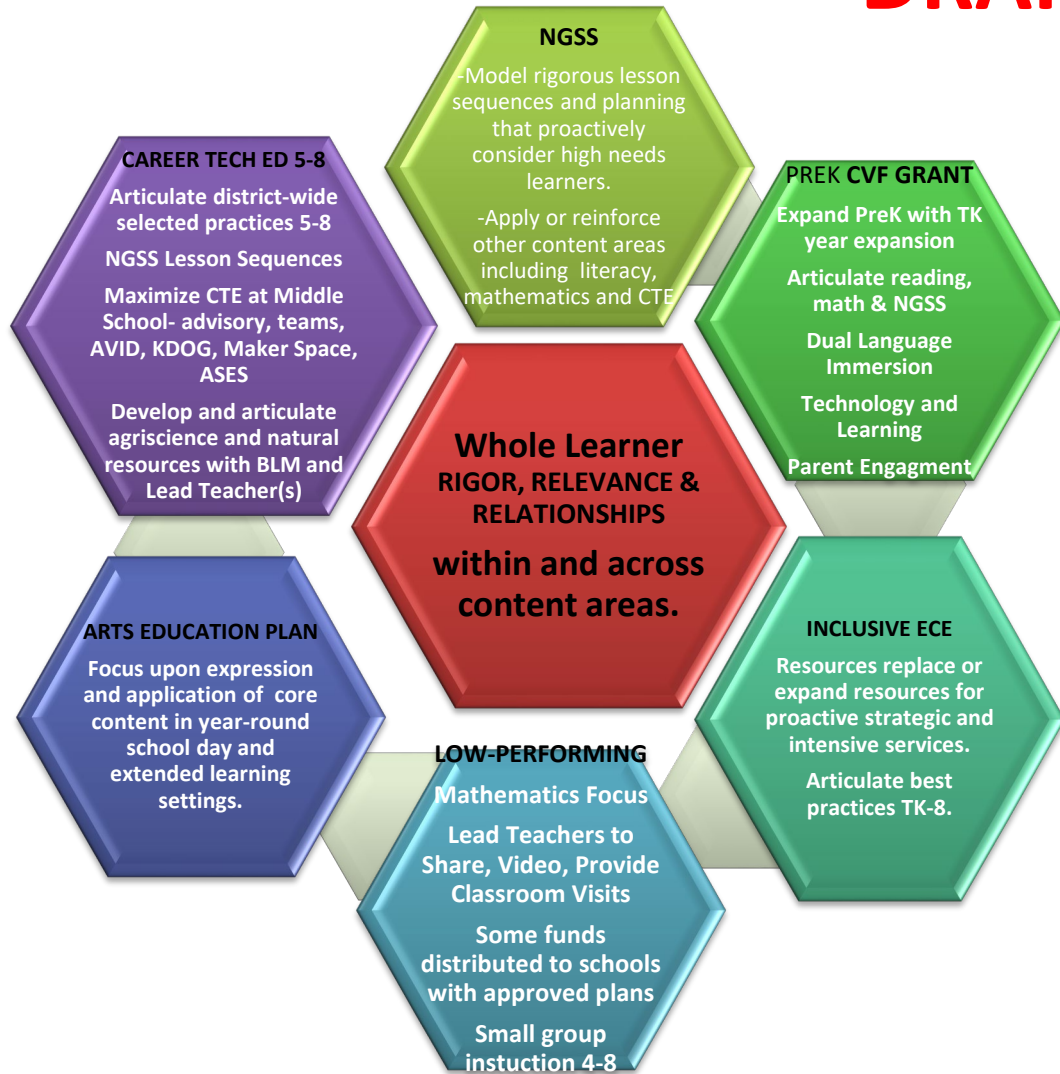 NGSS
-Model rigorous lesson
sequences and planning
that proactively
consider high needs
learners.
-Apply or reinforce
other content areas
including literacy,
mathematics and CTE
PREK CVF GRANT
Expand PreK with TK
year expansion
Articulate reading,
math & NGSS
Dual Language
Immersion
Technology and
Learning
Parent Engagment
INCLUSIVE ECE
Resources replace or
expand resources for
proactive strategic and
intensive services.
Articulate best
practices TK-8.
LOW-PERFORMING
Mathematics Focus
Lead Teachers to
Share, Video, Provide
Classroom Visits
Some funds
distributed to schools
with approved plans
Small group
instuction 4-8
ARTS EDUCATION PLAN
Focus upon expression
and application of core
content in year-round
school day and
extended learning
settings.
CAREER TECH ED 5-8
Articulate district-wide
selected practices 5-8
NGSS Lesson Sequences
Maximize CTE at Middle
School- advisory, teams,
AVID, KDOG, Maker Space,
ASES
Develop and articulate
agriscience and natural
resources with BLM and
Lead Teacher(s)
Whole Learner
RIGOR, RELEVANCE &
RELATIONSHIPS
within and across
content areas.